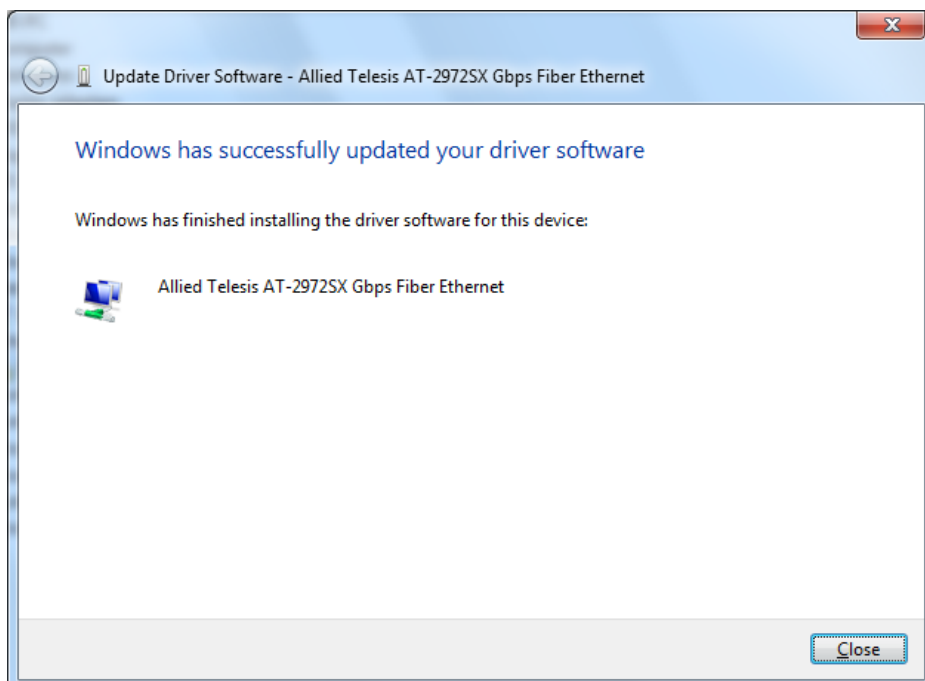 Update Driver Software - Allied Telesis AT-2972SX Gbps Fiber Ethernet
Windows has successfully updated your driver software
Windows has finished installing the driver software for this device:
Allied Telesis AT-2972SX Gbps Fiber Ethernet
Close